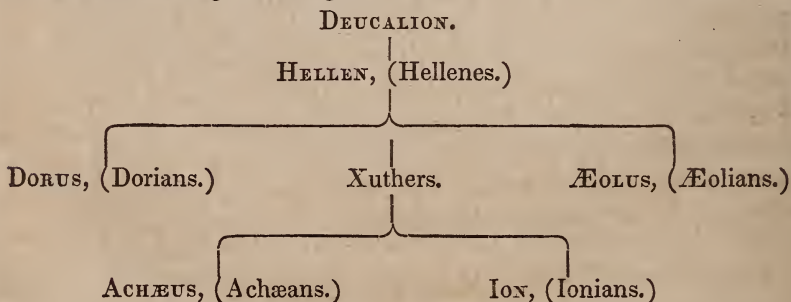 DEUCALION.
HELLEN, (Hellenes.)
DORUS, (Dorians.) Xuthers. ÆOLUS, (Æolians.)
ACHÆUS, (Achæans.) ION, (Ionians.)